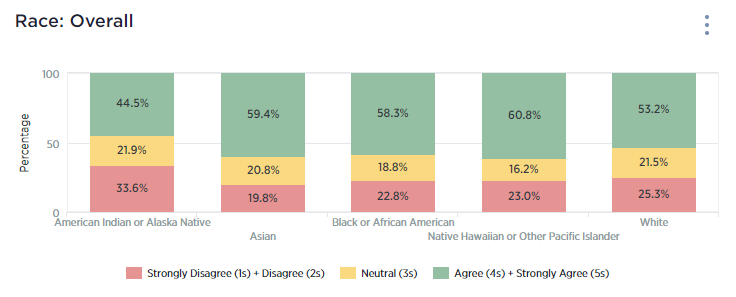 Race: Overall
100
44.5%
59.4%
58.3%
60.8%
53.2%
Percentage
50
21.9%
20.8%
18.8%
16.2%
21.5%
33.6%
19.8%
22.8%
23.0%
25.3%
0
American Indian or Alaska Native
Black or African American
White
Asian
Native Hawaiian or Other Pacific Islander
Strongly Disagree (1s) + Disagree (2s)
Neutral (3s)
Agree (4s) + Strongly Agree (5s)